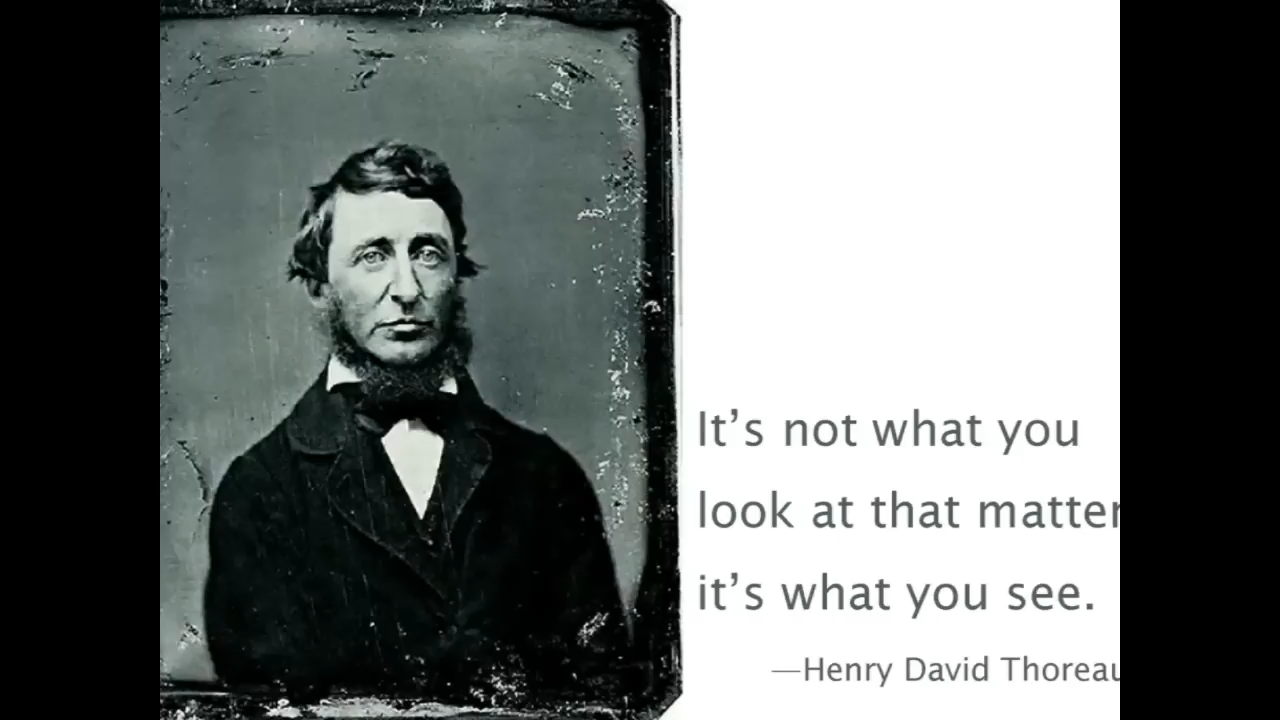 It’s not what you
look at that matter
it’s what you see.
—Henry David Thoreau